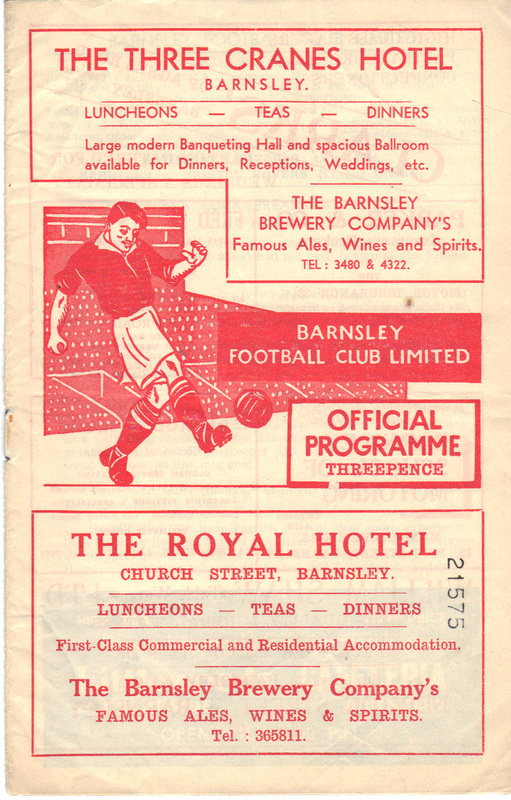 THE THREE CRANES HOTEL
BARNSLEY.
LUNCHEONS — TEAS — DINNERS
Large modern Banqueting Hall and spacious Ballroom
available for Dinners, Receptions, Weddings, etc.
THE BARNSLEY
BREWERY COMPANY'S
Famous Ales, Wines and Spirits.
TEL : 3480 & 4322.
BARNSLEY
FOOTBALL CLUB LIMITED
OFFICIAL
PROGRAMME
THREEPENCE
THE ROYAL HOTEL
CHURCH STREET, BARNSLEY.
LUNCHEONS — TEAS — DINNERS
First-Class Commercial and Residential Accommodation.
The Barnsley Brewery Company's
FAMOUS ALES, WINES & SPIRITS.
Tel. : 365811.
21575